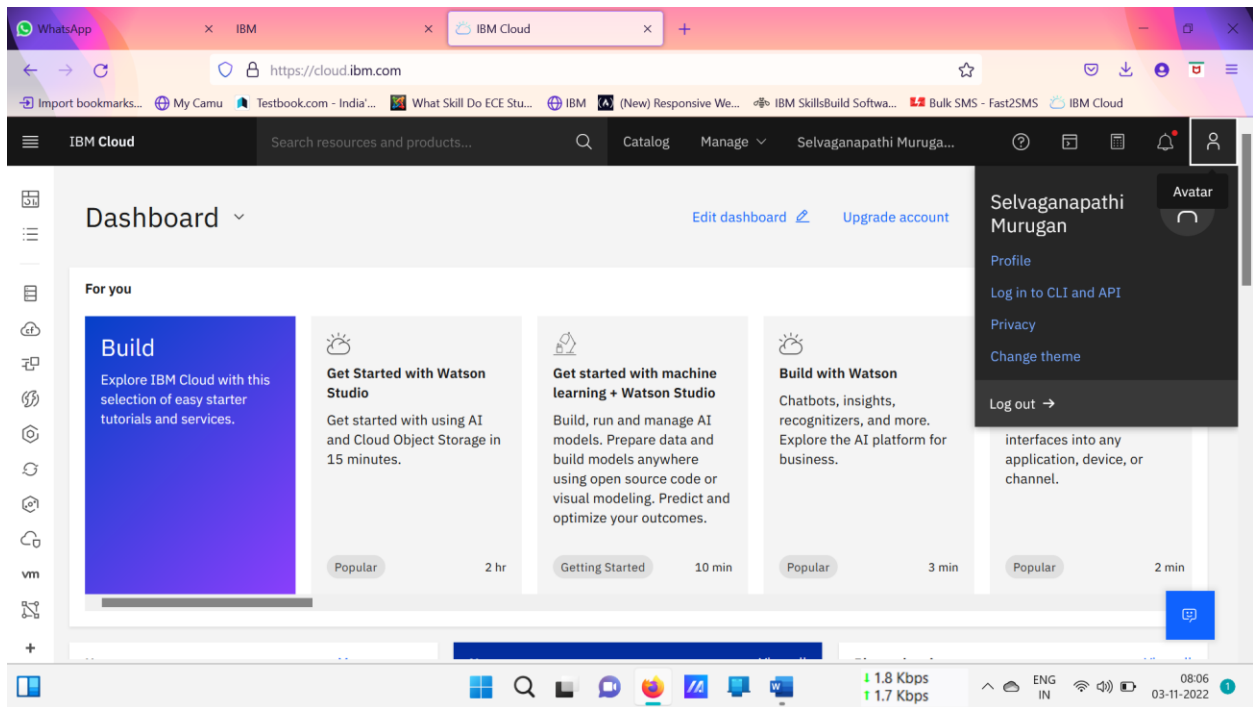 WhatsApp
IBM
IBM Cloud
https://cloud.ibm.com
Import bookmarks...
My Camu
Testbook.com - India'...
What Skill Do ECE Stu...
IBM
(New) Responsive We...
IBM SkillsBuild Softwa...
Bulk SMS - Fast2SMS
IBM Cloud
IBM Cloud
Search resources and products...
Catalog
Manage
Selvaganapathi Muruga...
Avatar
Selvaganapathi
Murugan
Profile
Log in to CLI and API
Privacy
Change theme
Log out →
Dashboard
Edit dashboard
Upgrade account
For you
Build
Explore IBM Cloud with this
selection of easy starter
tutorials and services.
Get Started with Watson
Studio
Get started with using AI
and Cloud Object Storage in
15 minutes.
Popular
2 hr
Get started with machine
learning + Watson Studio
Build, run and manage AI
models. Prepare data and
build models anywhere
using open source code or
visual modeling. Predict and
optimize your outcomes.
Getting Started
10 min
Build with Watson
Chatbots, insights,
recognizers, and more.
Explore the AI platform for
business.
Popular
3 min
interfaces into any
application, device, or
channel.
Popular
2 min
cf
vm
1.8 Kbps
1.7 Kbps
ENG
IN
08:06
03-11-2022
1